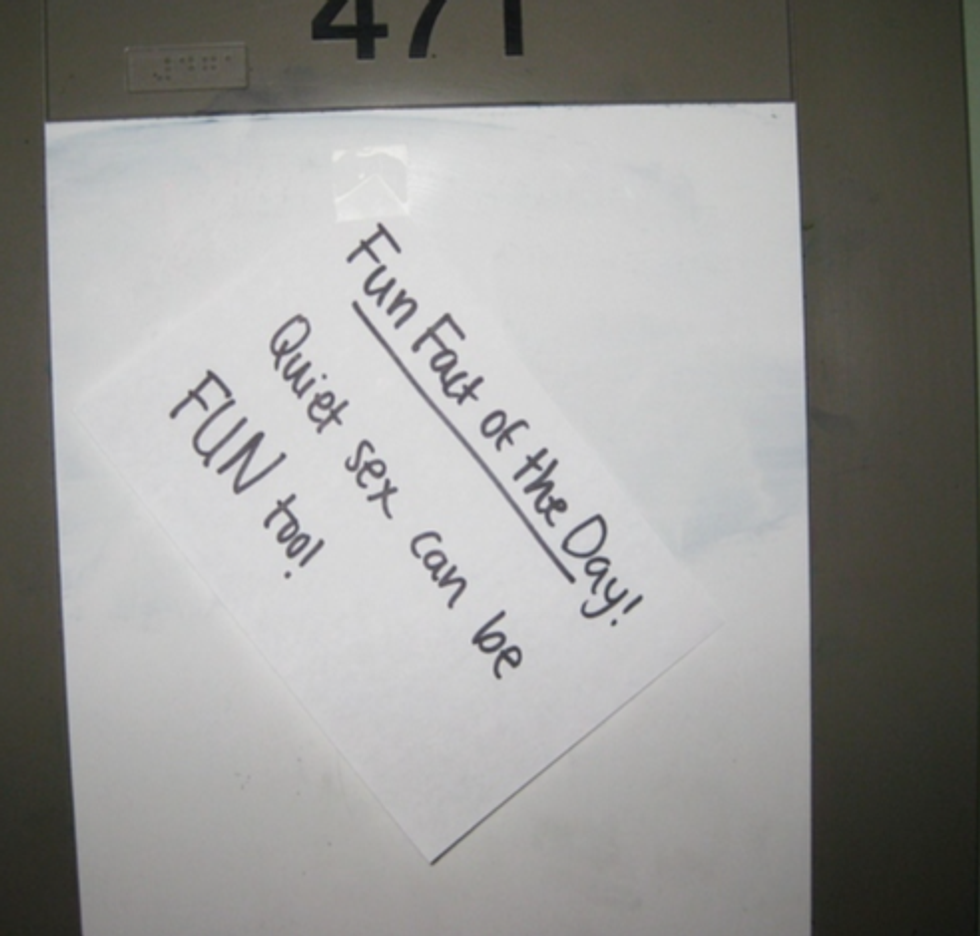 471
Fun Fact of the Day!
Quiet sex can be
FUN too!